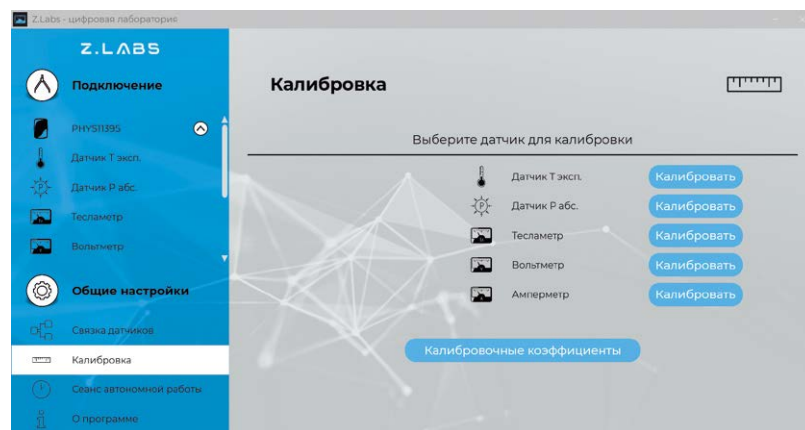 Z.Labs - цифровая лаборатория
Z.LABS
Подключение
PHYS11395
Датчик Т эксп.
Датчик Р абс.
Тесламетр
Вольтметр
Общие настройки
Связка датчиков
Калибровка
Сеанс автономной работы
О программе
Калибровка
Выберите датчик для калибровки
Датчик Т эксп. Калибровать
Датчик Р абс. Калибровать
Тесламетр Калибровать
Вольтметр Калибровать
Амперметр Калибровать
Калибровочные коэффициенты